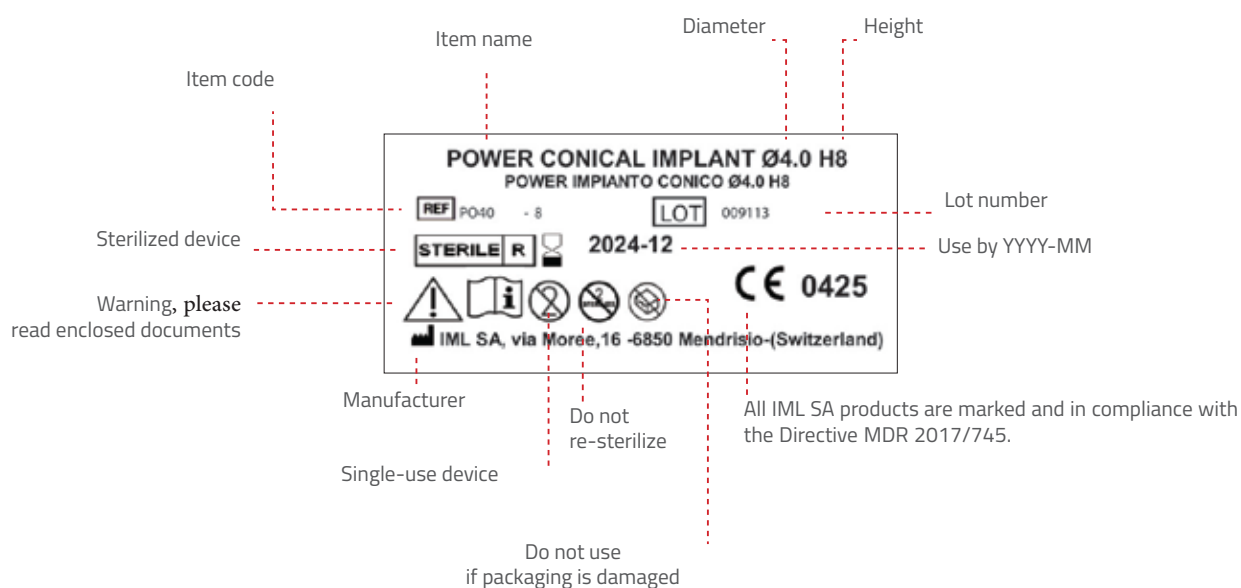 Diameter Height
Item name
Item code
POWER CONICAL IMPLANT Ø4.0 H8
POWER IMPIANTO CONICO Ø4.0 H8
REF PO40 - 8 LOT 009113
Lot number
Sterilized device
STERILE R 2024-12
Use by YYYY-MM
Warning, please
read enclosed documents
CE 0425
IML SA, via Moree,16 -6850 Mendrisio-(Switzerland)
Manufacturer
Do not
re-sterilize
All IML SA products are marked and in compliance with
the Directive MDR 2017/745.
Single-use device
Do not use
if packaging is damaged